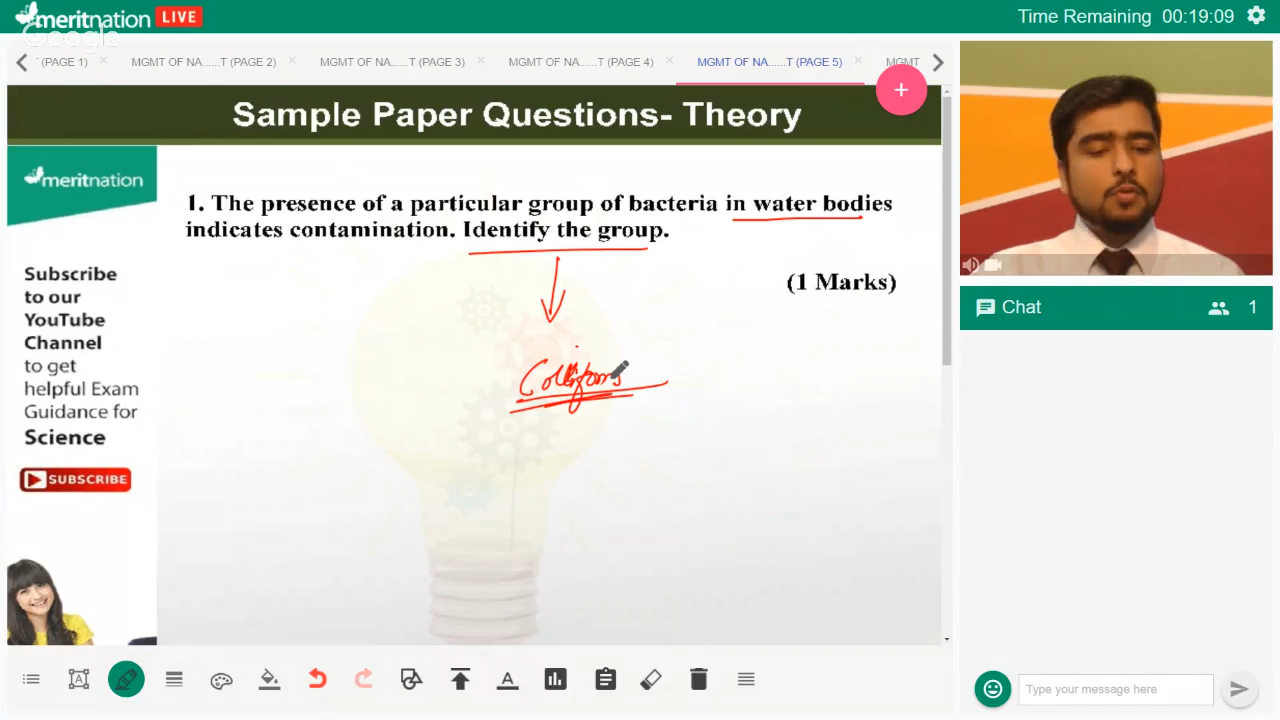 meritnation LIVE
Google
Time Remaining 00:19:09
T (PAGE 1)
MGMT OF NA......T (PAGE 2)
MGMT OF NA......T (PAGE 3)
MGMT OF NA......T (PAGE 4)
MGMT OF NA......T (PAGE 5)
MGMT
Sample Paper Questions- Theory
meritnation
1. The presence of a particular group of bacteria in water bodies
indicates contamination. Identify the group.
(1 Marks)
Coliforms
Subscribe
to our
YouTube
Channel
to get
helpful Exam
Guidance for
Science
SUBSCRIBE
Chat
1
Type your message here